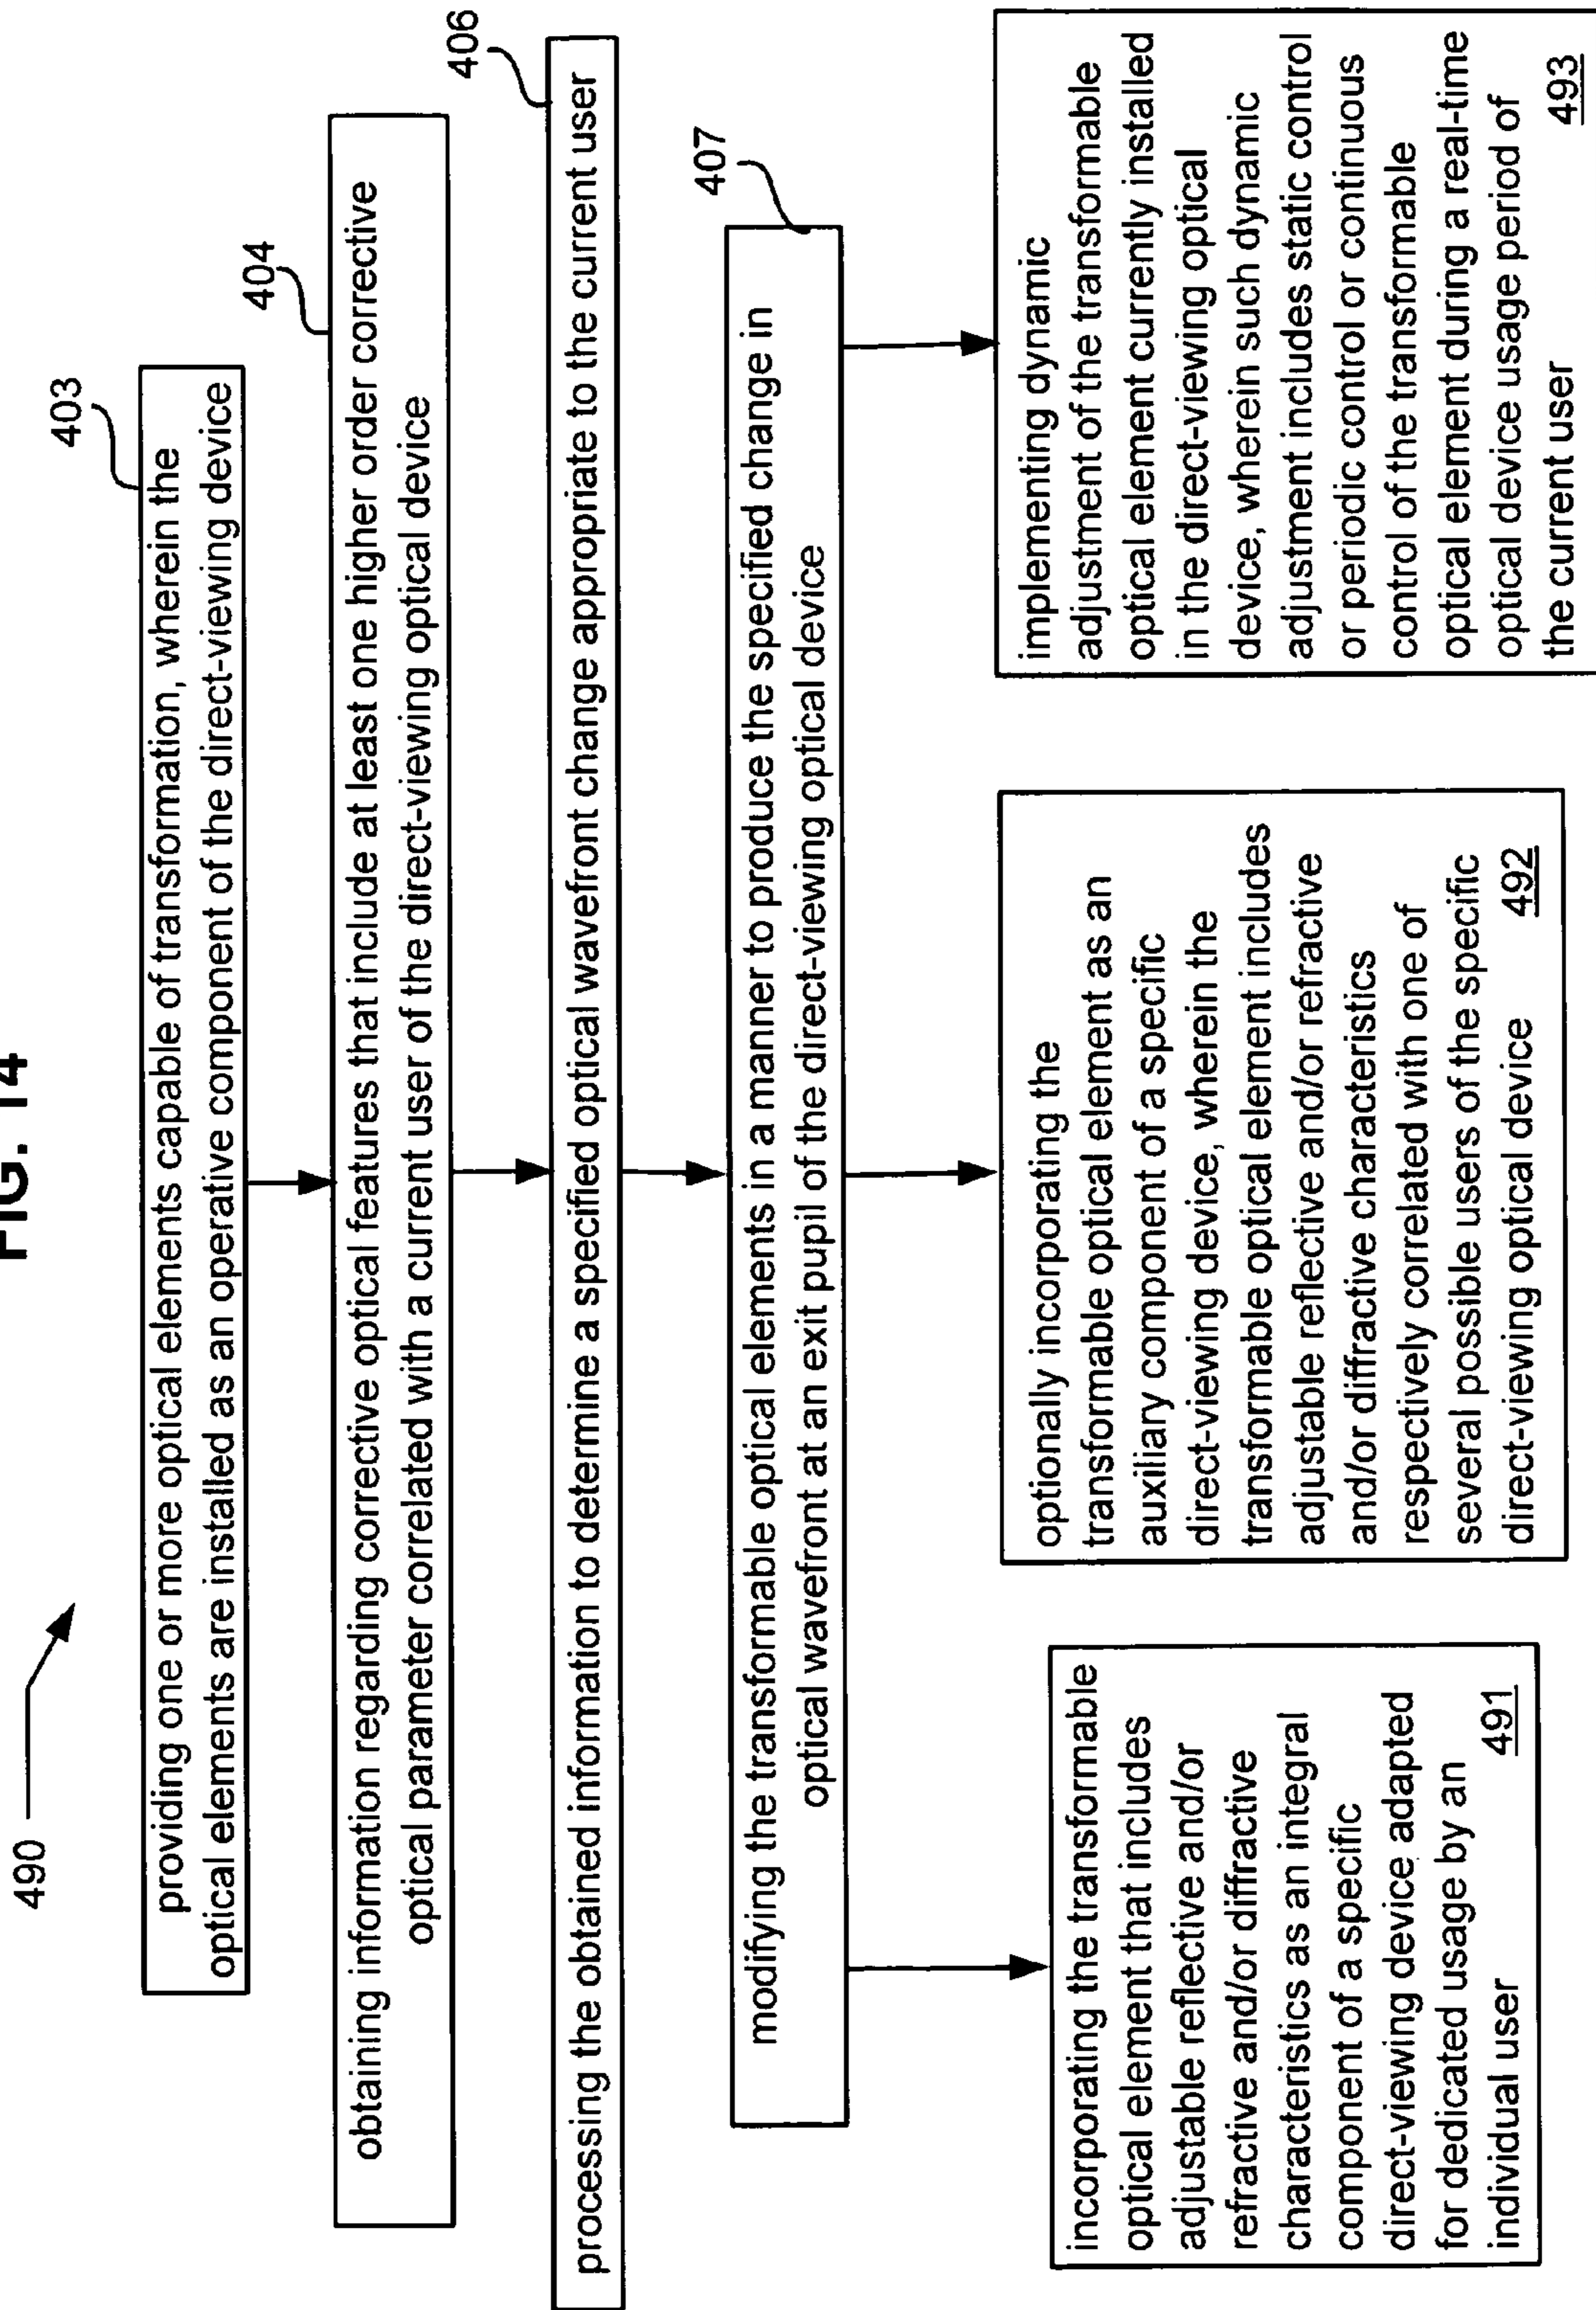 FIG. 14
490
403
providing one or more optical elements capable of transformation, wherein the
optical elements are installed as an operative component of the direct-viewing device
404
obtaining information regarding corrective optical features that include at least one higher order corrective
optical parameter correlated with a current user of the direct-viewing optical device
406
processing the obtained information to determine a specified optical wavefront change appropriate to the current user
407
modifying the transformable optical elements in a manner to produce the specified change in
optical wavefront at an exit pupil of the direct-viewing optical device
incorporating the transformable
optical element that includes
adjustable reflective and/or
refractive and/or diffractive
characteristics as an integral
component of a specific
direct-viewing device adapted
for dedicated usage by an
individual user 491
optionally incorporating the
transformable optical element as an
auxiliary component of a specific
direct-viewing device, wherein the
transformable optical element includes
adjustable reflective and/or refractive
and/or diffractive characteristics
respectively correlated with one of
several possible users of the specific
direct-viewing optical device 492
implementing dynamic
adjustment of the transformable
optical element currently installed
in the direct-viewing optical
device, wherein such dynamic
adjustment includes static control
or periodic control or continuous
control of the transformable
optical element during a real-time
optical device usage period of
the current user 493